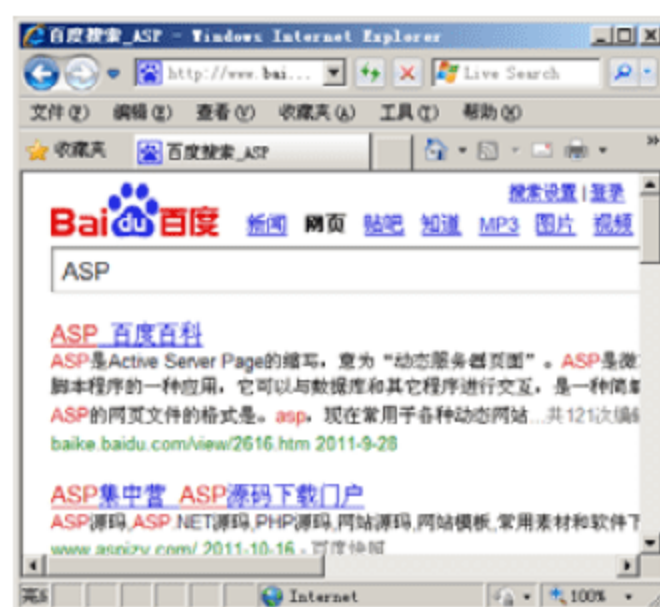 百度搜索_ASP - Windows Internet Explorer
http://www.bai... Live Search
文件(F) 编辑(E) 查看(V) 收藏夹(A) 工具(T) 帮助(H)
收藏夹 百度搜索_ASP
搜索设置 | 登录
Bai du 百度 新闻 网页 贴吧 知道 MP3 图片 视频
ASP
ASP_百度百科
ASP是Active Server Page的缩写，意为“动态服务器页面”。ASP是微
脚本程序的一种应用，它可以与数据库和其它程序进行交互，是一种简单
ASP的网页文件的格式是。asp，现在常用于各种动态网站...共121次编辑
baike.baidu.com/view/2616.htm 2011-9-28
ASP集中营_ASP源码下载门户
ASP源码,ASP.NET源码,PHP源码,网站源码,网站模板,常用素材和软件下
www.aspjzy.com/ 2011-10-16 - 百度快照
Internet 100%